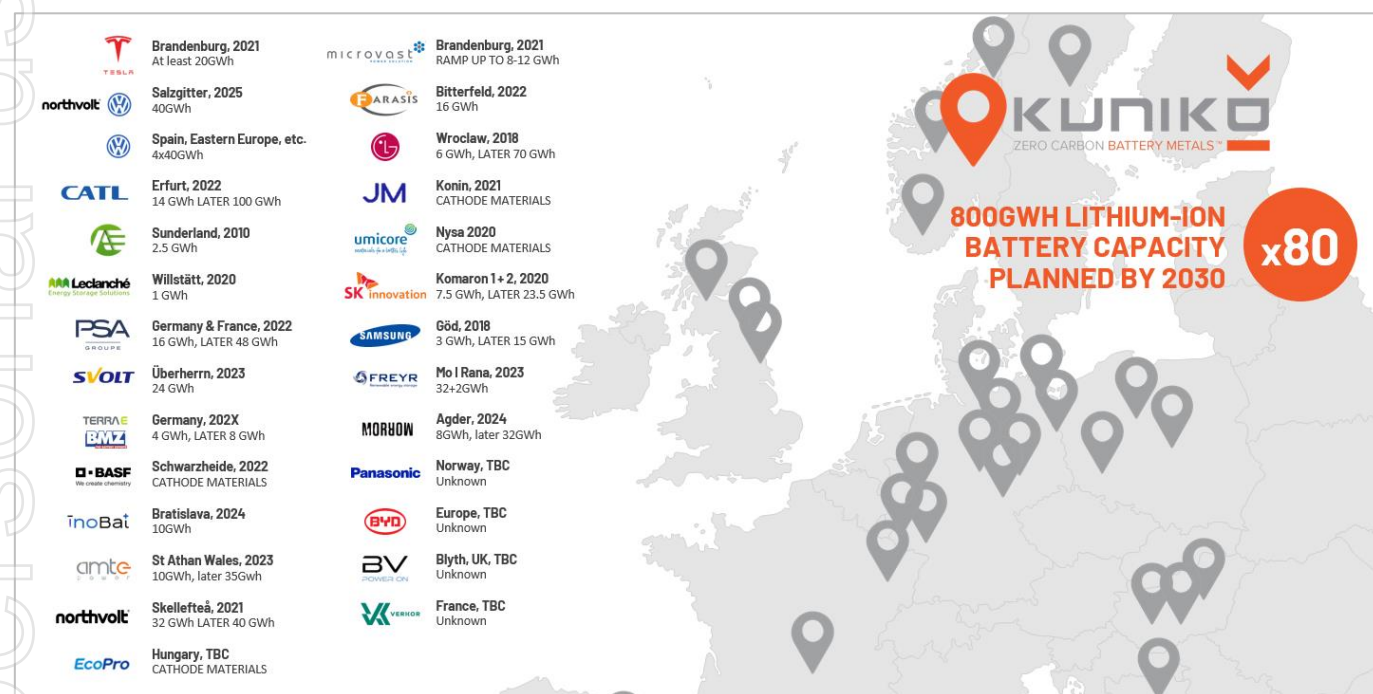 TESLA
Brandenburg, 2021
At least 20GWh
northvolt
Salzgitter, 2025
40GWh
Spain, Eastern Europe, etc.
4x40GWh
CATL
Erfurt, 2022
14 GWh LATER 100 GWh
Sunderland, 2010
2.5 GWh
Leclanché
Energy Storage Solutions
Willstätt, 2020
1 GWh
PSA
GROUPE
Germany & France, 2022
16 GWh, LATER 48 GWh
SVOLT
Überherrn, 2023
24 GWh
TERRAE
BMZ
Germany, 202X
4 GWh, LATER 8 GWh
BASF
We create chemistry
Schwarzheide, 2022
CATHODE MATERIALS
InoBat
Bratislava, 2024
10GWh
amte
power
St Athan Wales, 2023
10GWh, later 35Gwh
northvolt
Skellefteå, 2021
32 GWh LATER 40 GWh
EcoPro
Hungary, TBC
CATHODE MATERIALS
microvast
POWER SOLUTION
Brandenburg, 2021
RAMP UP TO 8-12 GWh
FARASIS
Bitterfeld, 2022
16 GWh
LG
Wroclaw, 2018
6 GWh, LATER 70 GWh
JM
Konin, 2021
CATHODE MATERIALS
umicore
materials for a better life
Nysa 2020
CATHODE MATERIALS
SK innovation
Komaron 1+2, 2020
7.5 GWh, LATER 23.5 GWh
SAMSUNG
Göd, 2018
3 GWh, LATER 15 GWh
FREYR
Mo I Rana, 2023
32+2GWh
MORROW
Agder, 2024
8GWh, later 32GWh
Panasonic
Norway, TBC
Unknown
BYD
Europe, TBC
Unknown
BV
POWER ON
Blyth, UK, TBC
Unknown
VERKOR
France, TBC
Unknown
KUNIKO
ZERO CARBON BATTERY METALS™
800GWH LITHIUM-ION
BATTERY CAPACITY
PLANNED BY 2030
x80